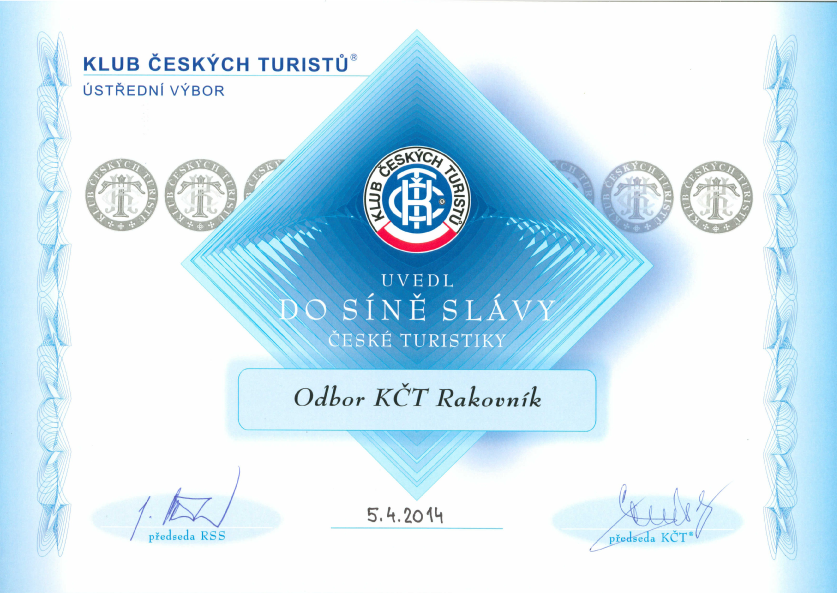 KLUB ČESKÝCH TURISTŮ®
ÚSTŘEDNÍ VÝBOR
KLUB ČESKÝCH TURISTŮ
UVEDL
DO SÍNĚ SLÁVY
ČESKÉ TURISTIKY
Odbor KČT Rakovník
5.4.2014
předseda RSS
předseda KČT®